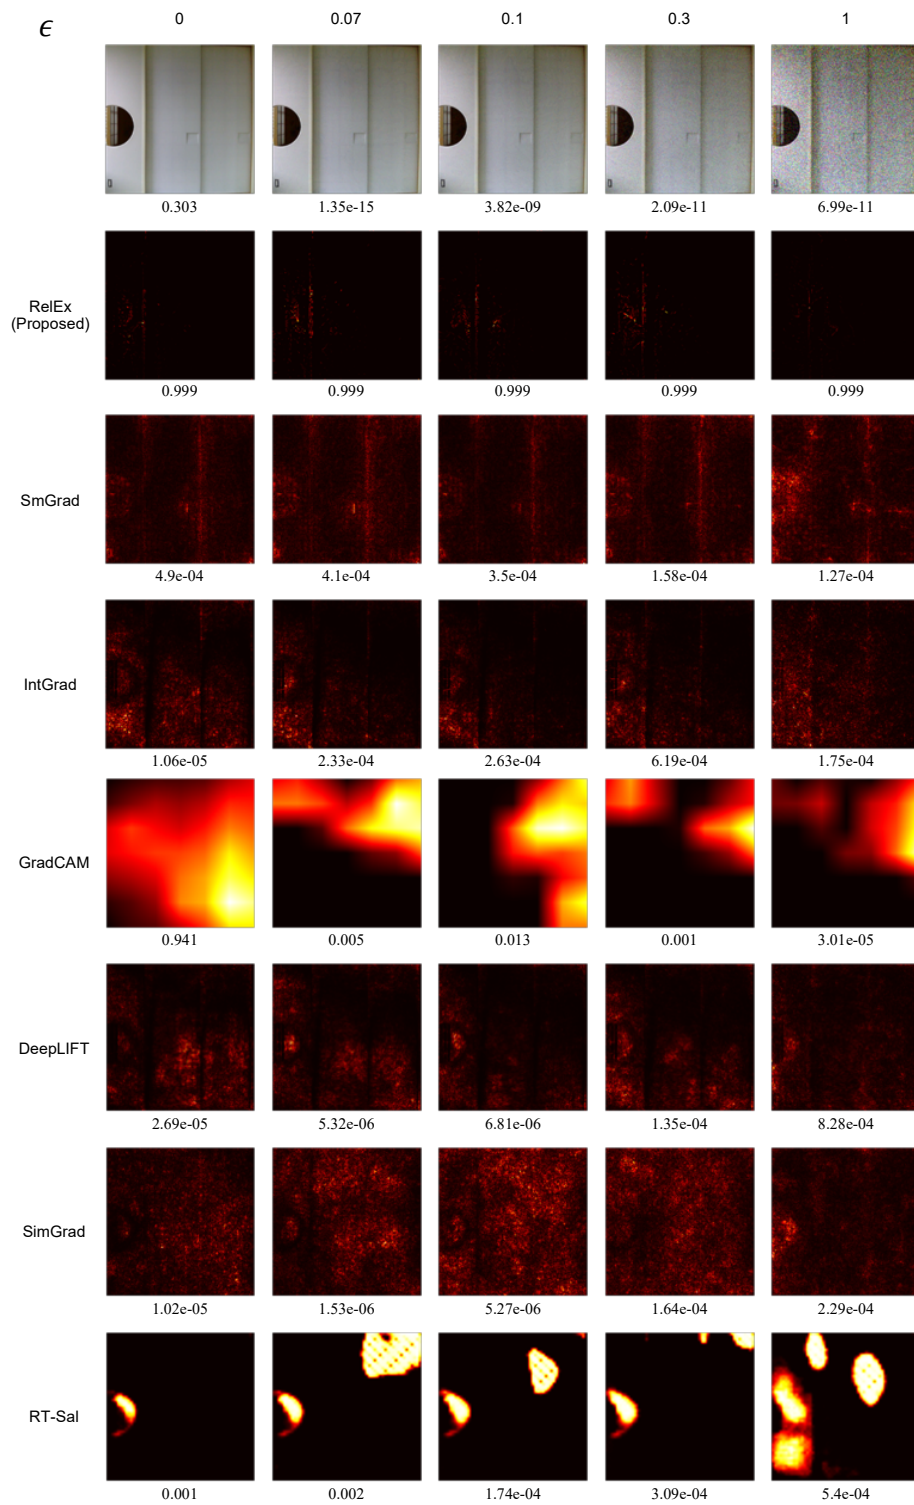 ϵ 0 0.07 0.1 0.3 1
0.303 1.35e-15 3.82e-09 2.09e-11 6.99e-11
RelEx
(Proposed)
0.999 0.999 0.999 0.999 0.999
SmGrad
4.9e-04 4.1e-04 3.5e-04 1.58e-04 1.27e-04
IntGrad
1.06e-05 2.33e-04 2.63e-04 6.19e-04 1.75e-04
GradCAM
0.941 0.005 0.013 0.001 3.01e-05
DeepLIFT
2.69e-05 5.32e-06 6.81e-06 1.35e-04 8.28e-04
SimGrad
1.02e-05 1.53e-06 5.27e-06 1.64e-04 2.29e-04
RT-Sal
0.001 0.002 1.74e-04 3.09e-04 5.4e-04